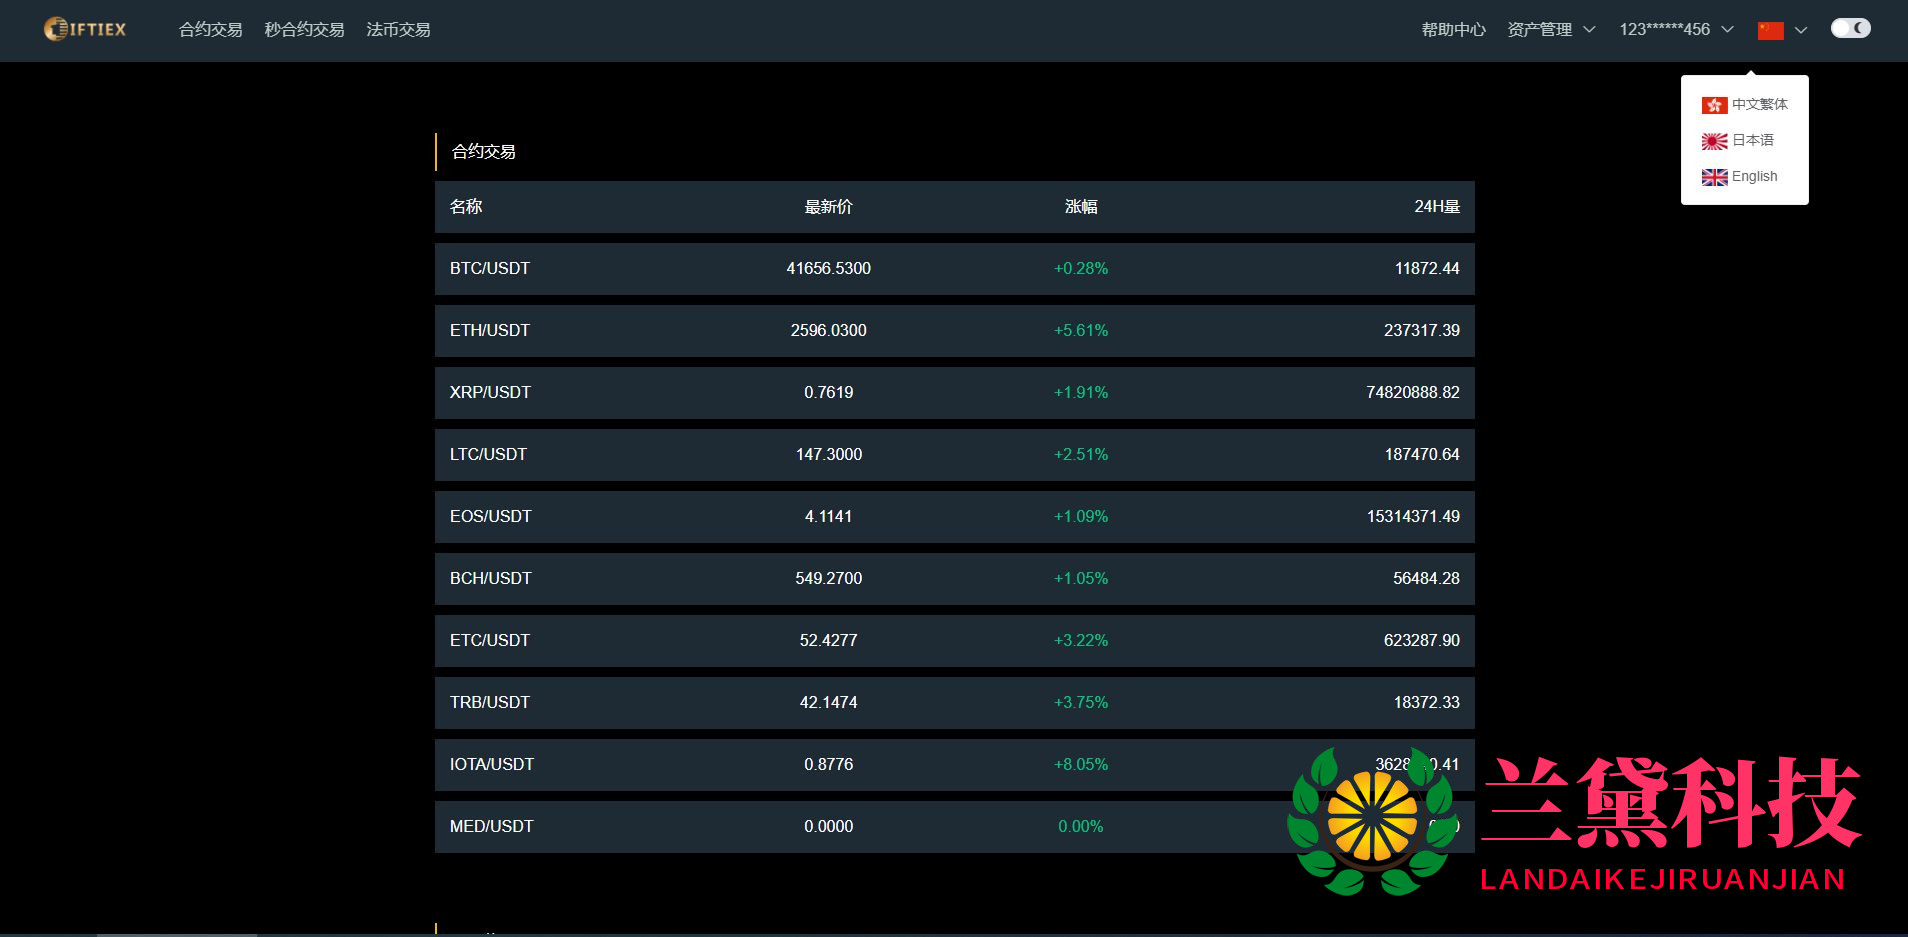 IFTIEX 合约交易 秒合约交易 法币交易 帮助中心 资产管理 123******456
中文繁体
日本语
English
合约交易
名称 最新价 涨幅 24H量
BTC/USDT 41656.5300 +0.28% 11872.44
ETH/USDT 2596.0300 +5.61% 237317.39
XRP/USDT 0.7619 +1.91% 74820888.82
LTC/USDT 147.3000 +2.51% 187470.64
EOS/USDT 4.1141 +1.09% 15314371.49
BCH/USDT 549.2700 +1.05% 56484.28
ETC/USDT 52.4277 +3.22% 623287.90
TRB/USDT 42.1474 +3.75% 18372.33
IOTA/USDT 0.8776 +8.05%
MED/USDT 0.0000 0.00%
兰黛科技
LANDAIKEJIRUANJIAN